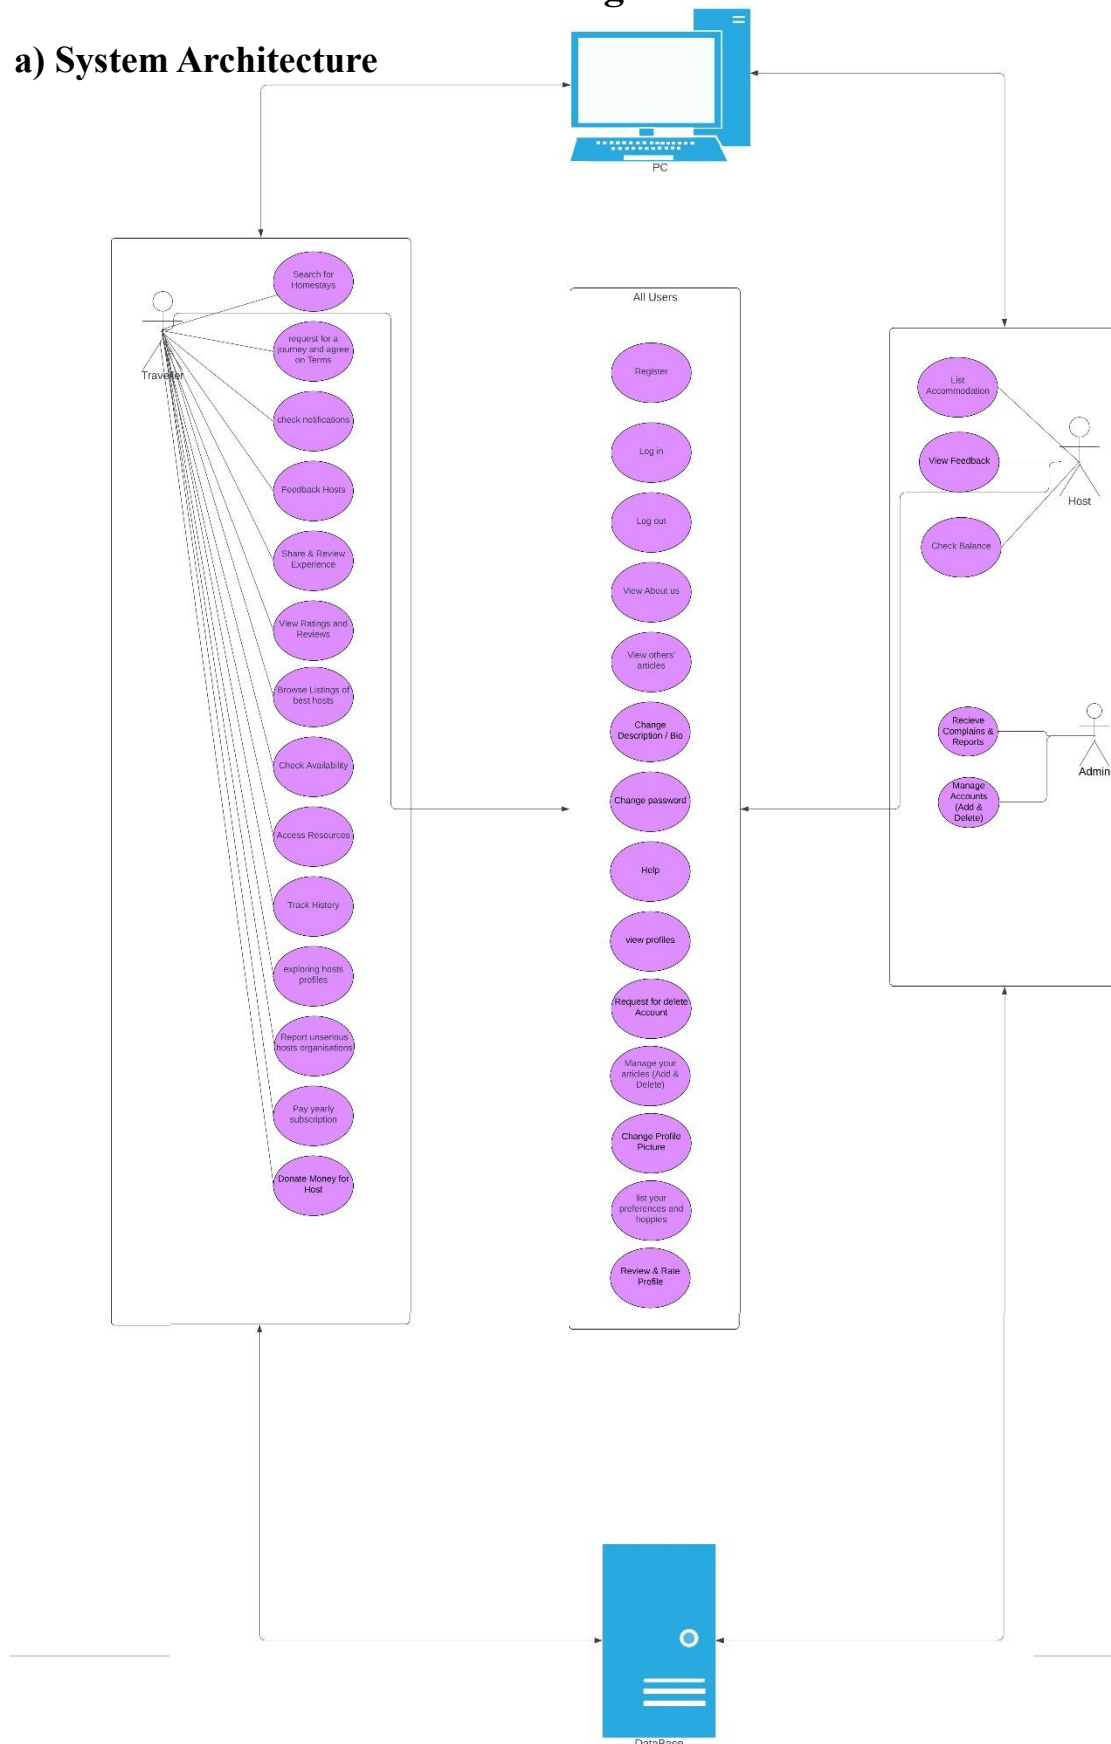 a) System Architecture
PC
Search for
Homestays
request for a
journey and agree
on Terms
Traveller
check notifications
Feedback Hosts
Share & Review
Experience
View Ratings and
Reviews
Browse Listings of
best hosts
Check Availability
Access Resources
Track History
exploring hosts
profiles
Report unserious
hosts organisations
Pay yearly
subscription
Donate Money for
Host
All Users
Register
Log in
Log out
View About us
View others'
articles
Change
Description / Bio
Change password
Help
view profiles
Request for delete
Account
Manage your
articles (Add &
Delete)
Change Profile
Picture
list your
preferences and
hoppies
Review & Rate
Profile
List
Accommodation
View Feedback
Host
Check Balance
Recieve
Complains &
Reports
Admin
Manage
Accounts
(Add &
Delete)
DataBase